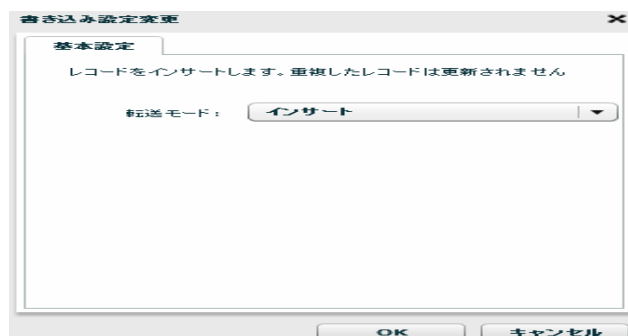 書き込み設定変更
基本設定
レコードをインサートします。重複したレコードは更新されません
転送モード： インサート
OK キャンセル